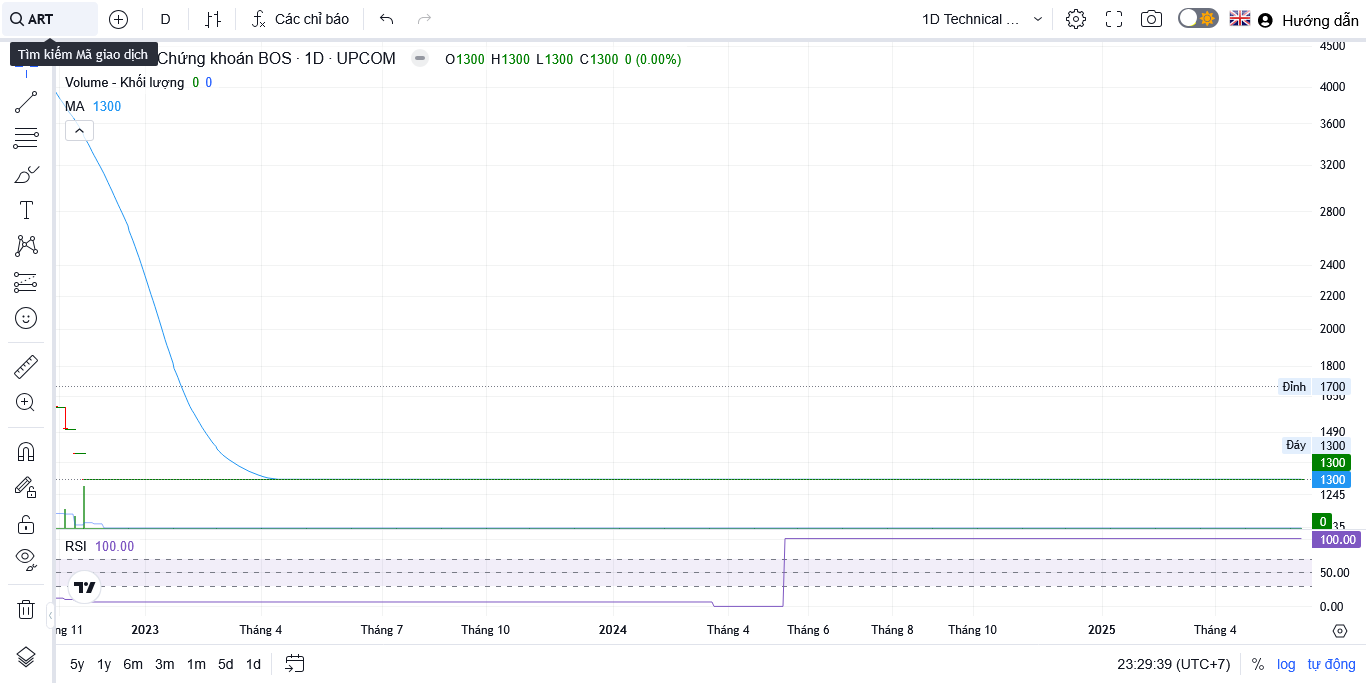 ART
D
Các chỉ báo
1D Technical ...
Hướng dẫn
Tìm kiếm Mã giao dịch
Chứng khoán BOS · 1D · UPCOM
O1300 H1300 L1300 C1300 0 (0.00%)
Volume - Khối lượng 0 0
MA 1300
4500
4000
3600
3200
2800
2400
2200
2000
1800
Đỉnh 1700
1650
1490
Đáy 1300
1300
1300
1245
0
35
RSI 100.00
100.00
50.00
0.00
ng 11 2023 Tháng 4 Tháng 7 Tháng 10 2024 Tháng 4 Tháng 6 Tháng 8 Tháng 10 2025 Tháng 4
5y 1y 6m 3m 1m 5d 1d
23:29:39 (UTC+7) % log tự động